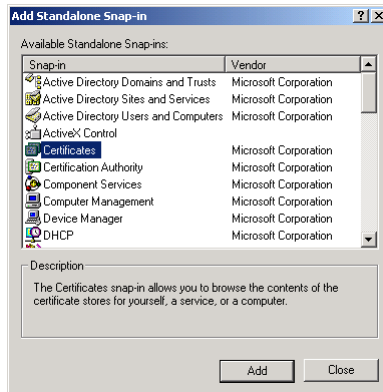 Add Standalone Snap-in
Available Standalone Snap-ins:
Snap-in Vendor
Active Directory Domains and Trusts Microsoft Corporation
Active Directory Sites and Services Microsoft Corporation
Active Directory Users and Computers Microsoft Corporation
ActiveX Control
Certificates Microsoft Corporation
Certification Authority Microsoft Corporation
Component Services Microsoft Corporation
Computer Management Microsoft Corporation
Device Manager Microsoft Corporation
DHCP Microsoft Corporation
Description
The Certificates snap-in allows you to browse the contents of the
certificate stores for yourself, a service, or a computer.
Add Close